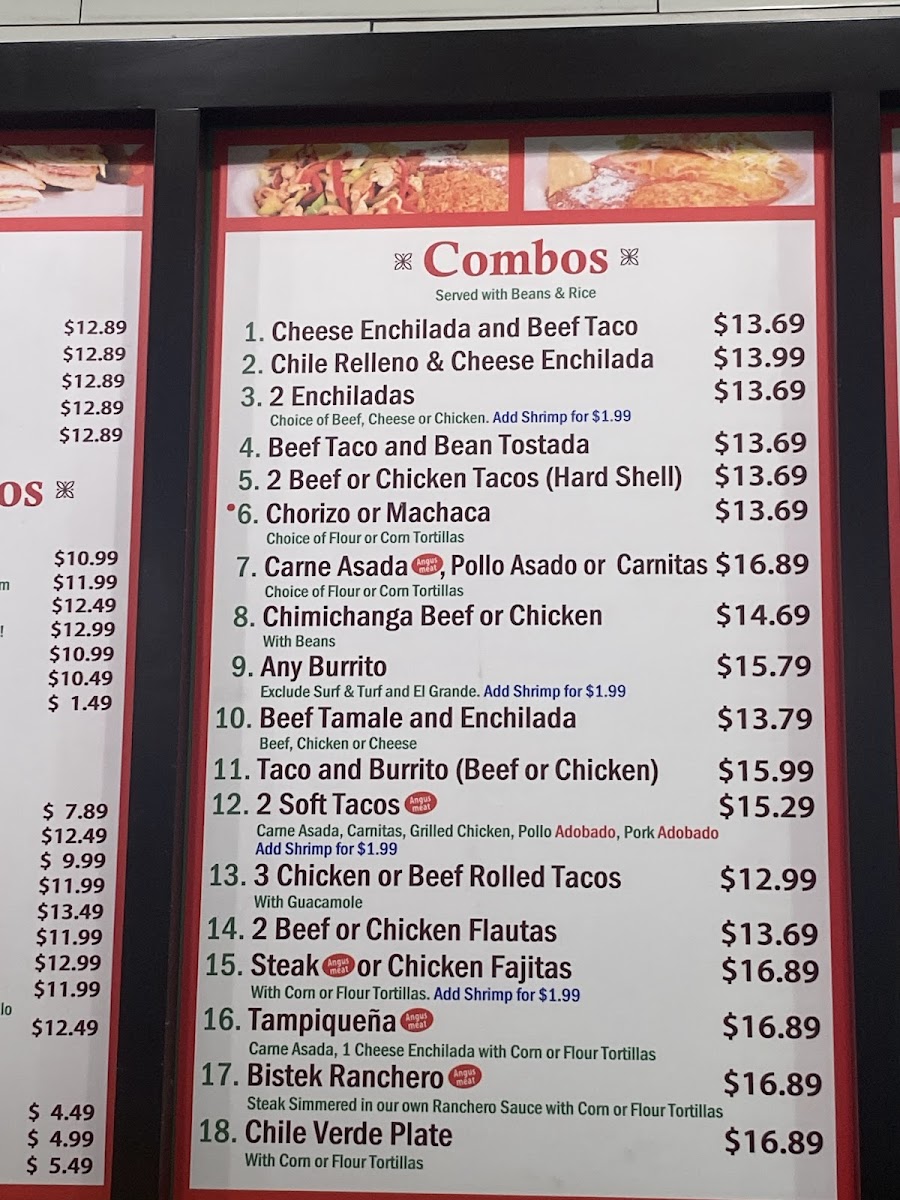 $12.89
$12.89
$12.89
$12.89
$12.89
os
$10.99
m $11.99
$12.49
! $12.99
$10.99
$10.49
$ 1.49
$ 7.89
$12.49
$ 9.99
$11.99
$13.49
$11.99
$12.99
$11.99
lo
$12.49
$ 4.49
$ 4.99
$ 5.49
Combos
Served with Beans & Rice
1. Cheese Enchilada and Beef Taco $13.69
2. Chile Relleno & Cheese Enchilada $13.99
3. 2 Enchiladas $13.69
Choice of Beef, Cheese or Chicken. Add Shrimp for $1.99
4. Beef Taco and Bean Tostada $13.69
5. 2 Beef or Chicken Tacos (Hard Shell) $13.69
6. Chorizo or Machaca $13.69
Choice of Flour or Corn Tortillas
7. Carne Asada Angus meat, Pollo Asado or Carnitas $16.89
Choice of Flour or Corn Tortillas
8. Chimichanga Beef or Chicken $14.69
With Beans
9. Any Burrito $15.79
Exclude Surf & Turf and El Grande. Add Shrimp for $1.99
10. Beef Tamale and Enchilada $13.79
Beef, Chicken or Cheese
11. Taco and Burrito (Beef or Chicken) $15.99
12. 2 Soft Tacos Angus meat $15.29
Carne Asada, Carnitas, Grilled Chicken, Pollo Adobado, Pork Adobado
Add Shrimp for $1.99
13. 3 Chicken or Beef Rolled Tacos $12.99
With Guacamole
14. 2 Beef or Chicken Flautas $13.69
15. Steak Angus meat or Chicken Fajitas $16.89
With Corn or Flour Tortillas. Add Shrimp for $1.99
16. Tampiqueña Angus meat $16.89
Carne Asada, 1 Cheese Enchilada with Corn or Flour Tortillas
17. Bistek Ranchero Angus meat $16.89
Steak Simmered in our own Ranchero Sauce with Corn or Flour Tortillas
18. Chile Verde Plate $16.89
With Corn or Flour Tortillas